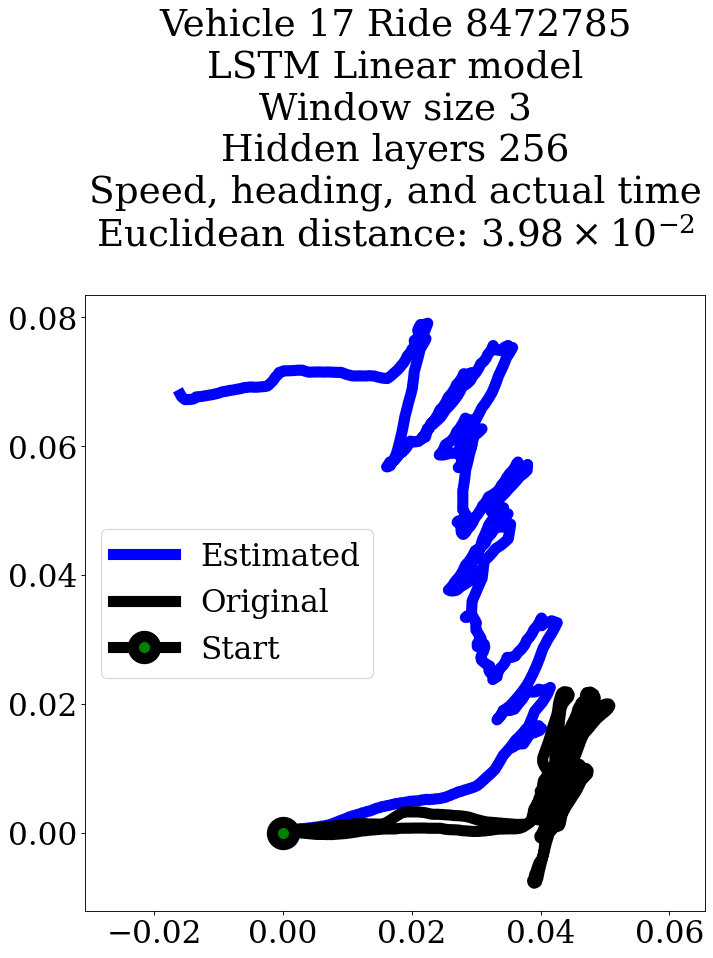 Vehicle 17 Ride 8472785
LSTM Linear model
Window size 3
Hidden layers 256
Speed, heading, and actual time
Euclidean distance: 3.98 × 10⁻²
0.08
0.06
0.04
0.02
0.00
Estimated
Original
Start
−0.02 0.00 0.02 0.04 0.06